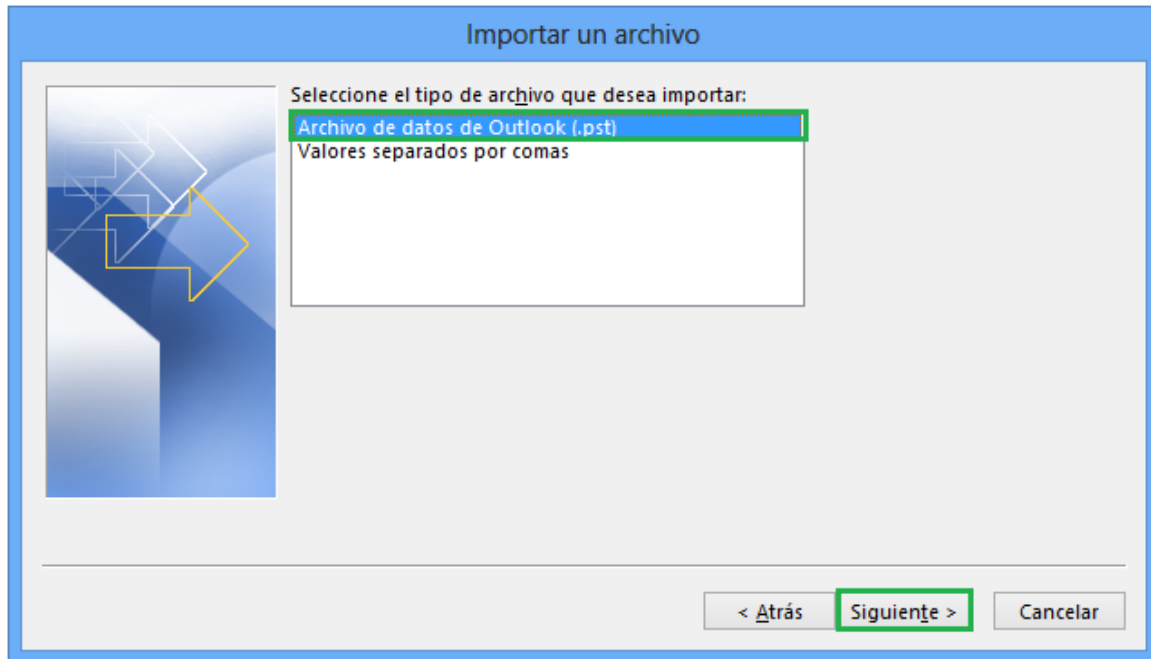 Importar un archivo
Seleccione el tipo de archivo que desea importar:
Archivo de datos de Outlook (.pst)
Valores separados por comas
< Atrás
Siguiente >
Cancelar